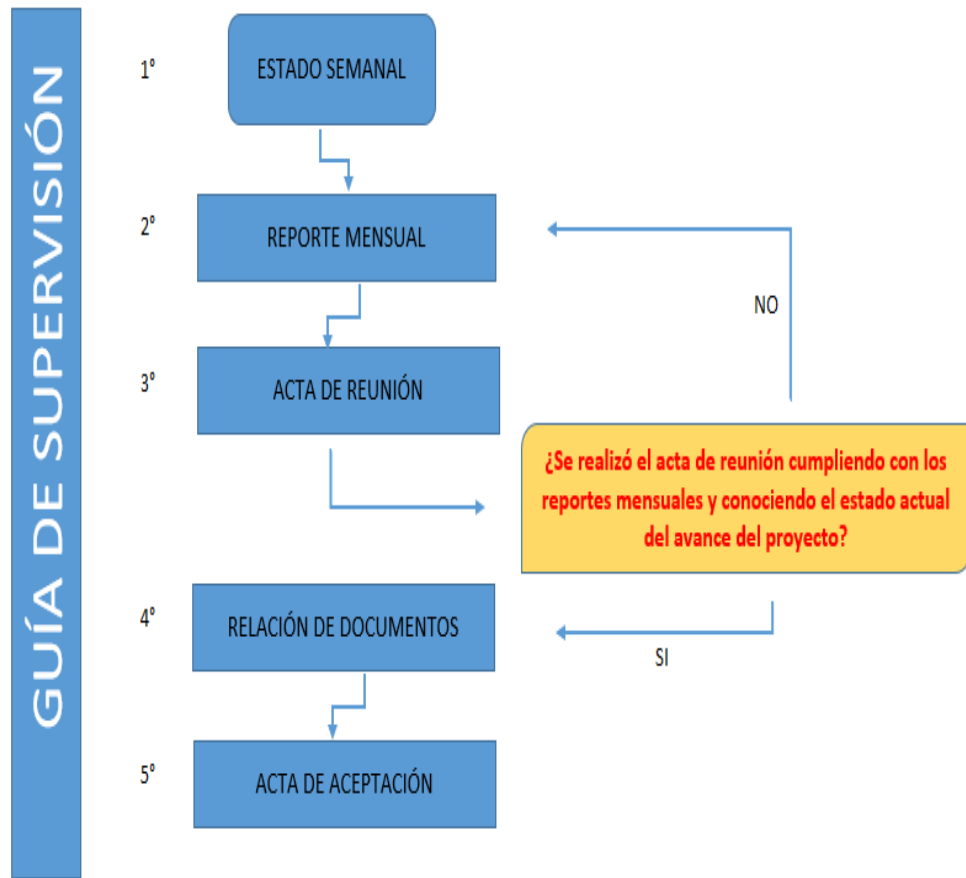 GUÍA DE SUPERVISIÓN
1°
ESTADO SEMANAL
2°
REPORTE MENSUAL
NO
3°
ACTA DE REUNIÓN
¿Se realizó el acta de reunión cumpliendo con los
reportes mensuales y conociendo el estado actual
del avance del proyecto?
4°
RELACIÓN DE DOCUMENTOS
SI
5°
ACTA DE ACEPTACIÓN